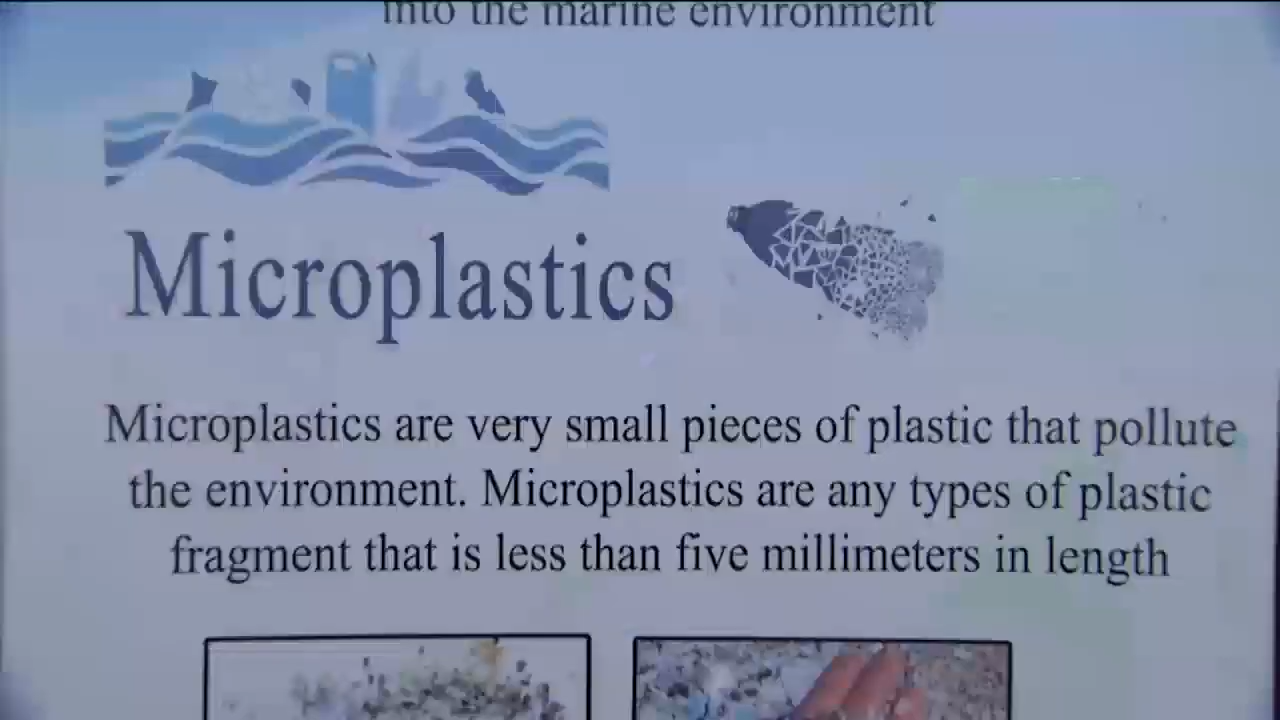 into the marine environment
Microplastics
Microplastics are very small pieces of plastic that pollute
the environment. Microplastics are any types of plastic
fragment that is less than five millimeters in length